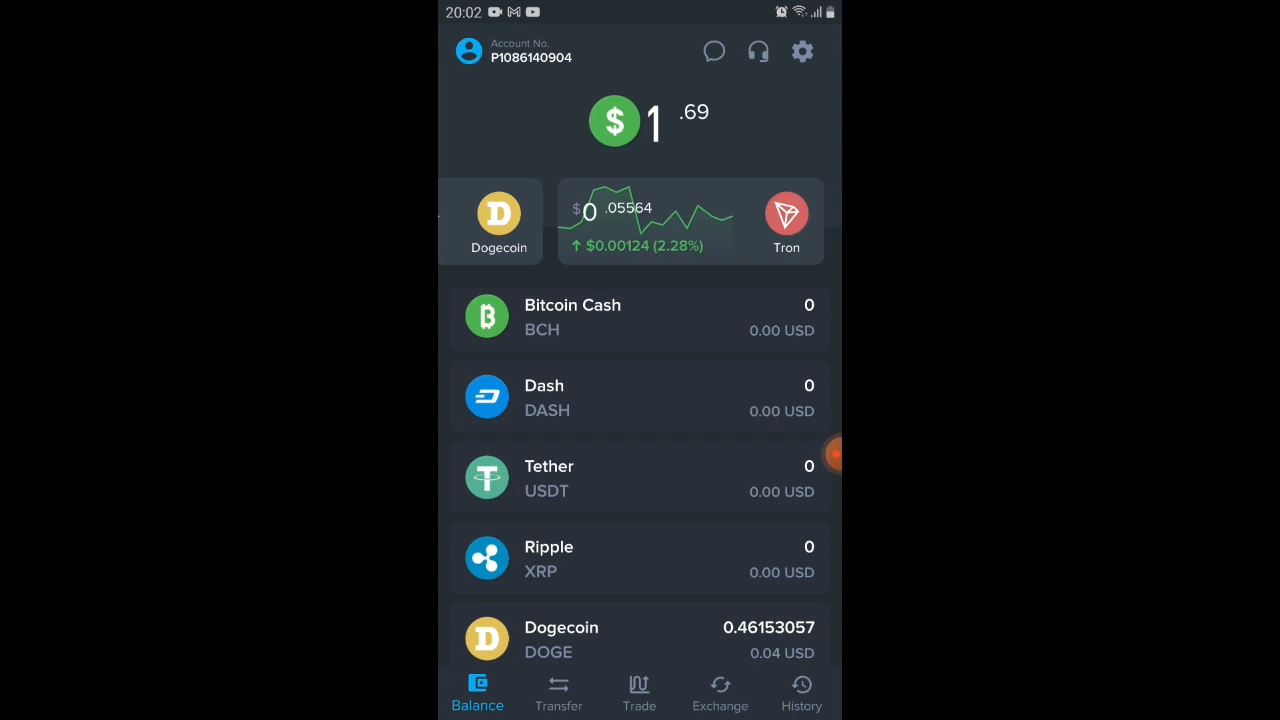 20:02
Account No.
P1086140904
$ 1 .69
Dogecoin
$0 .05564
↑ $0.00124 (2.28%)
Tron
Bitcoin Cash 0
BCH 0.00 USD
Dash 0
DASH 0.00 USD
Tether 0
USDT 0.00 USD
Ripple 0
XRP 0.00 USD
Dogecoin 0.46153057
DOGE 0.04 USD
Balance Transfer Trade Exchange History